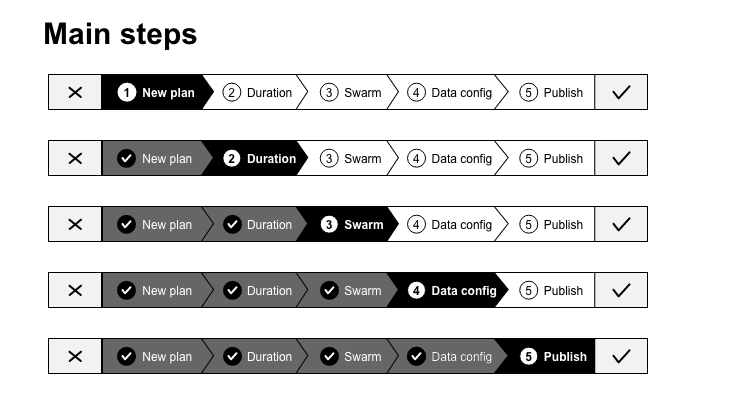 Main steps
1 New plan 2 Duration 3 Swarm 4 Data config 5 Publish
New plan 2 Duration 3 Swarm 4 Data config 5 Publish
New plan Duration 3 Swarm 4 Data config 5 Publish
New plan Duration Swarm 4 Data config 5 Publish
New plan Duration Swarm Data config 5 Publish